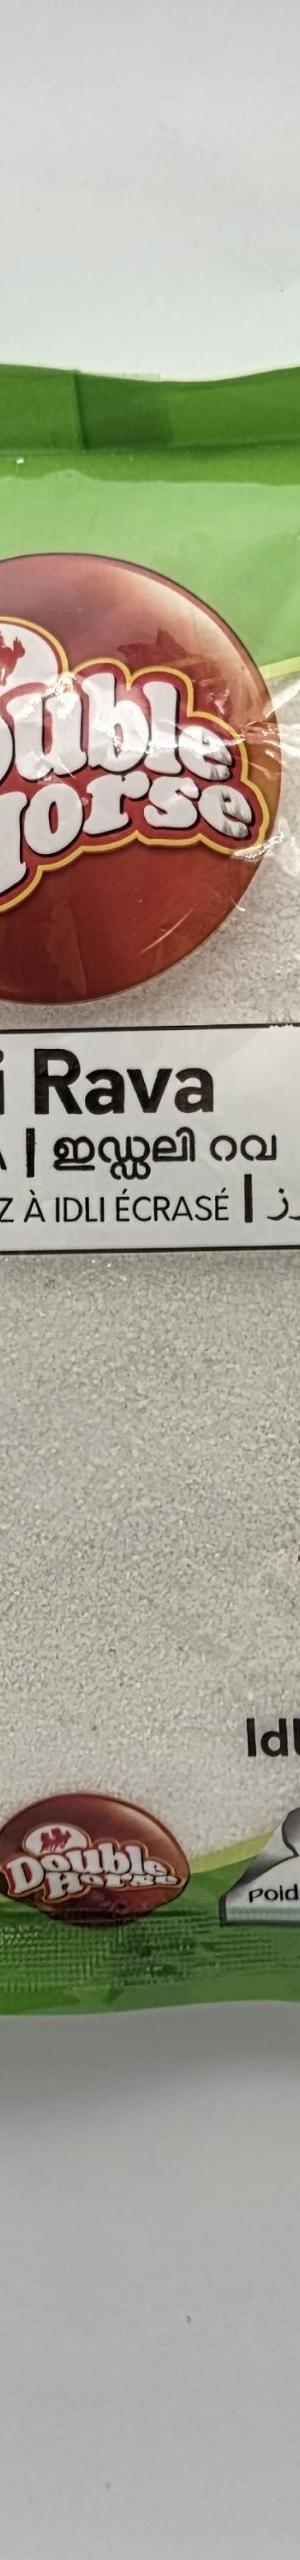 Double
Horse
i Rava
A | ഇഡ്ഡലി റവ
Z À IDLI ÉCRASÉ |
Idl
Double
Horse
Poid